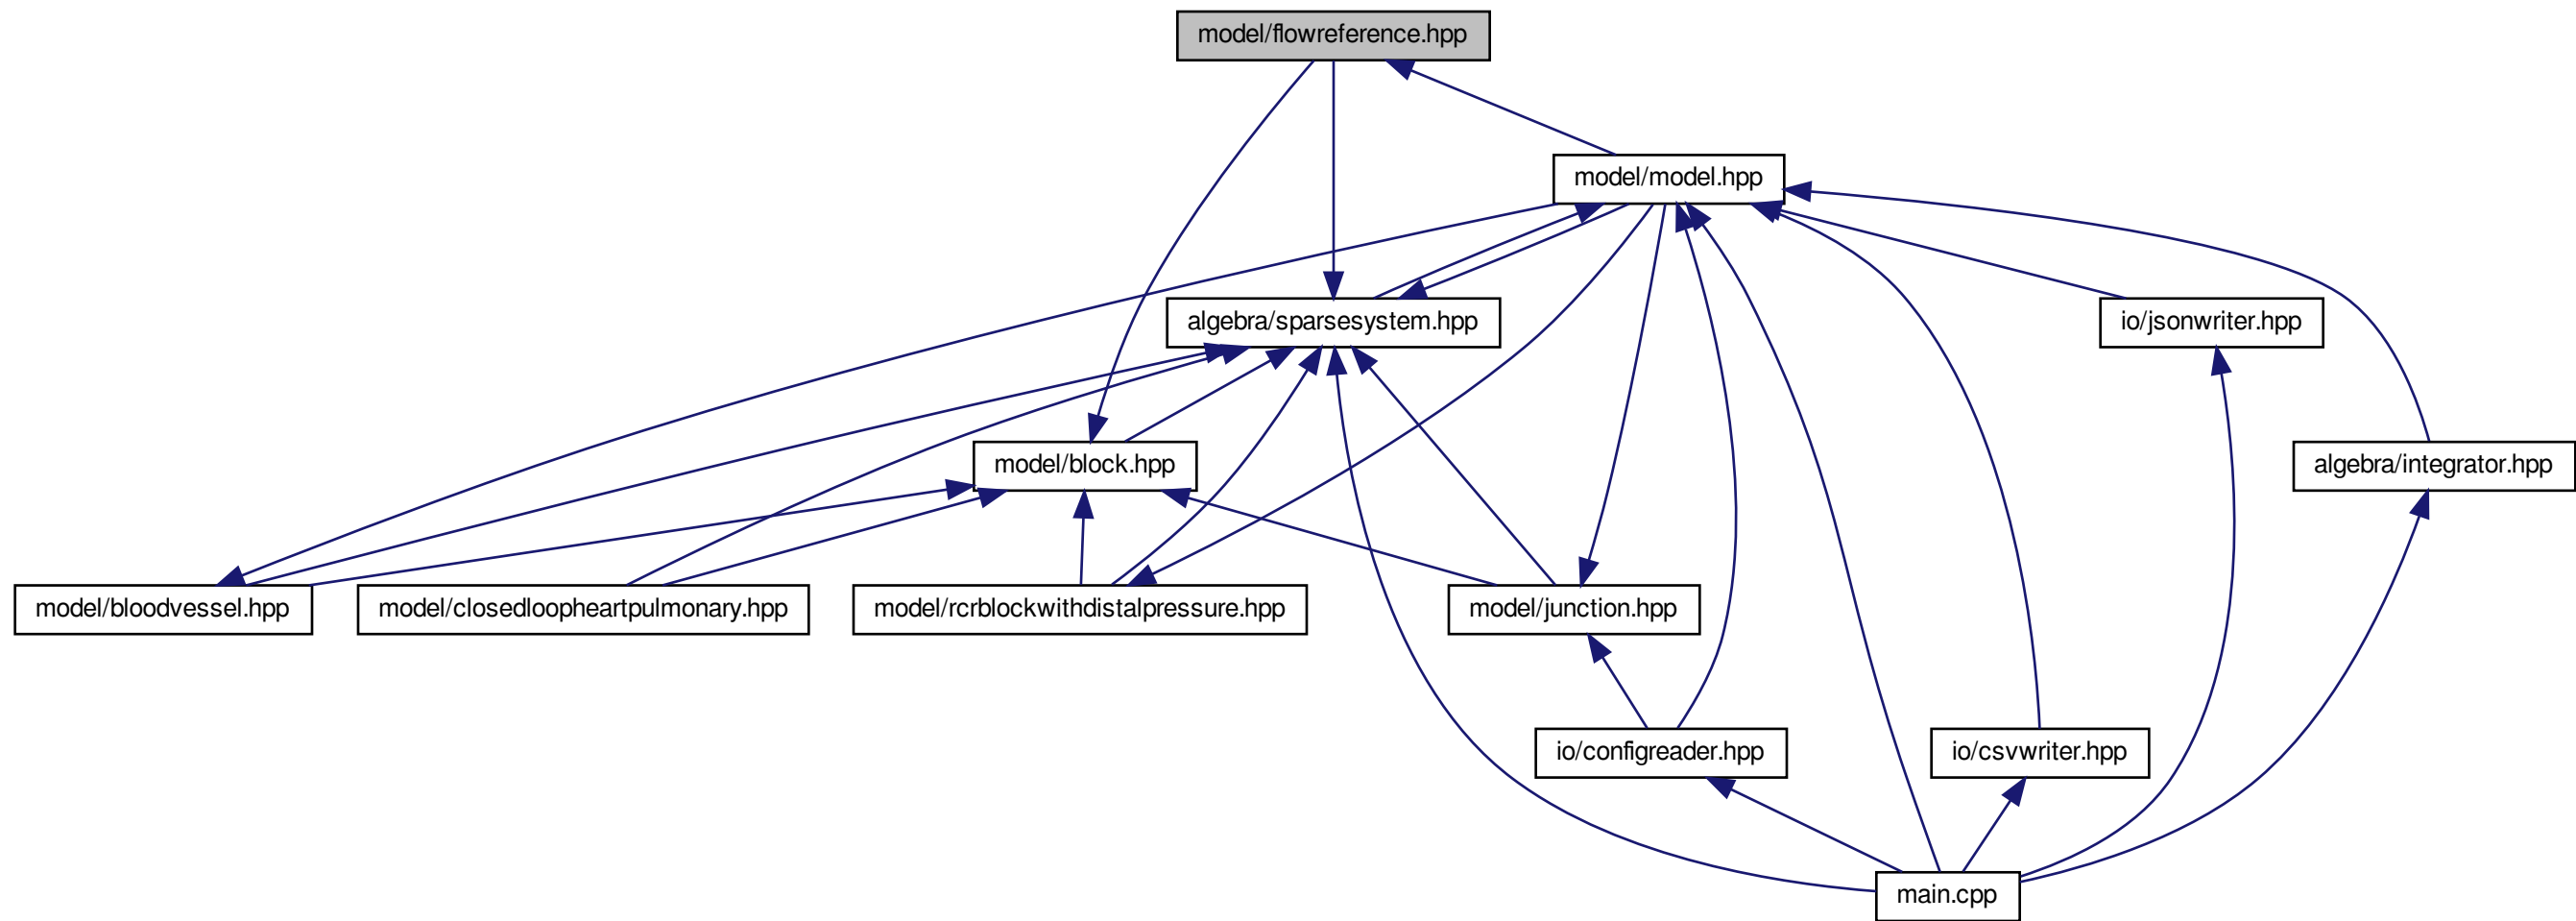 model/flowreference.hpp
model/model.hpp
algebra/sparsesystem.hpp
io/jsonwriter.hpp
model/block.hpp
algebra/integrator.hpp
model/bloodvessel.hpp
model/closedloopheartpulmonary.hpp
model/rcrblockwithdistalpressure.hpp
model/junction.hpp
io/configreader.hpp
io/csvwriter.hpp
main.cpp